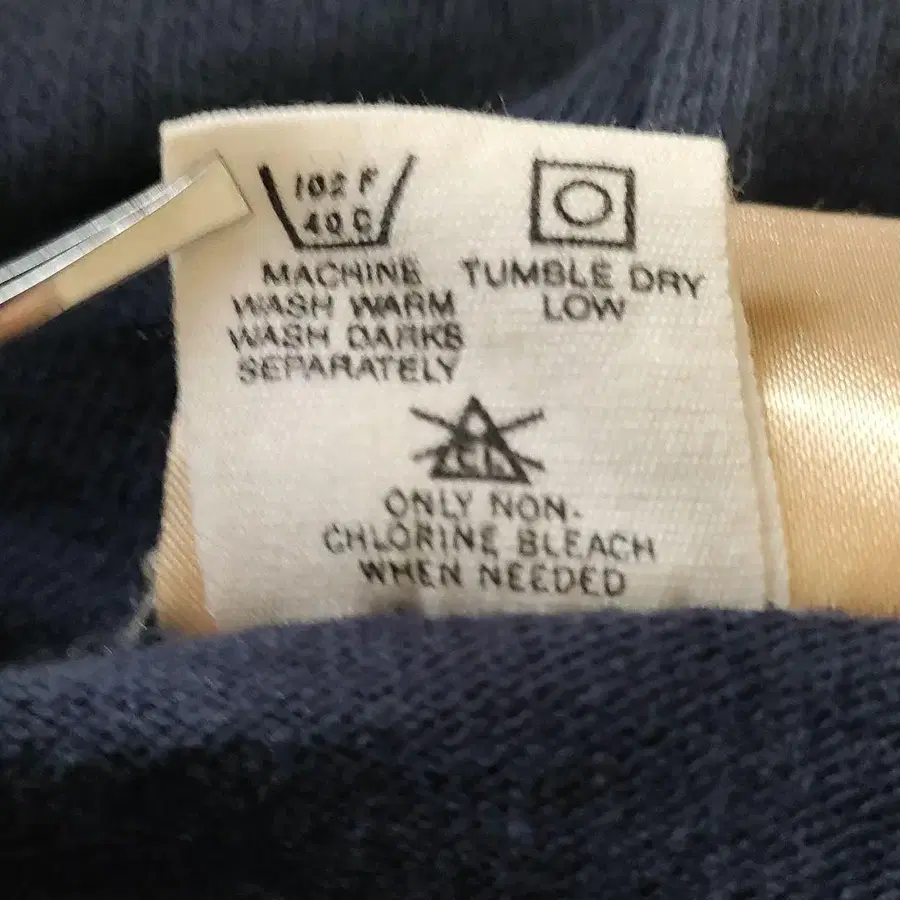 102 F
40 C
MACHINE
WASH WARM
WASH DARKS
SEPARATELY
TUMBLE DRY
LOW
CL
ONLY NON-
CHLORINE BLEACH
WHEN NEEDED